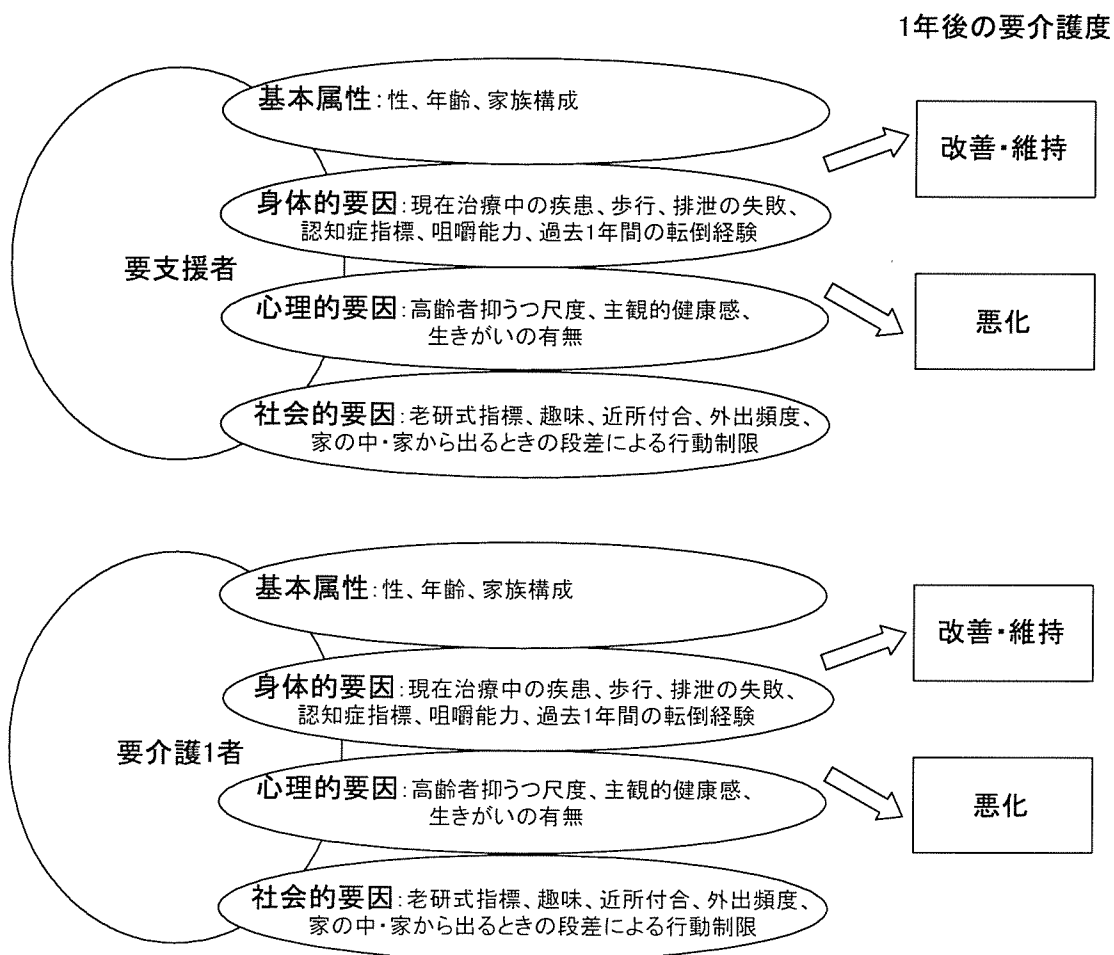 1年後の要介護度
基本属性：性、年齢、家族構成
改善・維持
身体的要因：現在治療中の疾患、歩行、排泄の失敗、
認知症指標、咀嚼能力、過去1年間の転倒経験
要支援者
心理的要因：高齢者抑うつ尺度、主観的健康感、
生きがいの有無
悪化
社会的要因：老研式指標、趣味、近所付合、外出頻度、
家の中・家から出るときの段差による行動制限
基本属性：性、年齢、家族構成
改善・維持
身体的要因：現在治療中の疾患、歩行、排泄の失敗、
認知症指標、咀嚼能力、過去1年間の転倒経験
要介護1者
心理的要因：高齢者抑うつ尺度、主観的健康感、
生きがいの有無
悪化
社会的要因：老研式指標、趣味、近所付合、外出頻度、
家の中・家から出るときの段差による行動制限